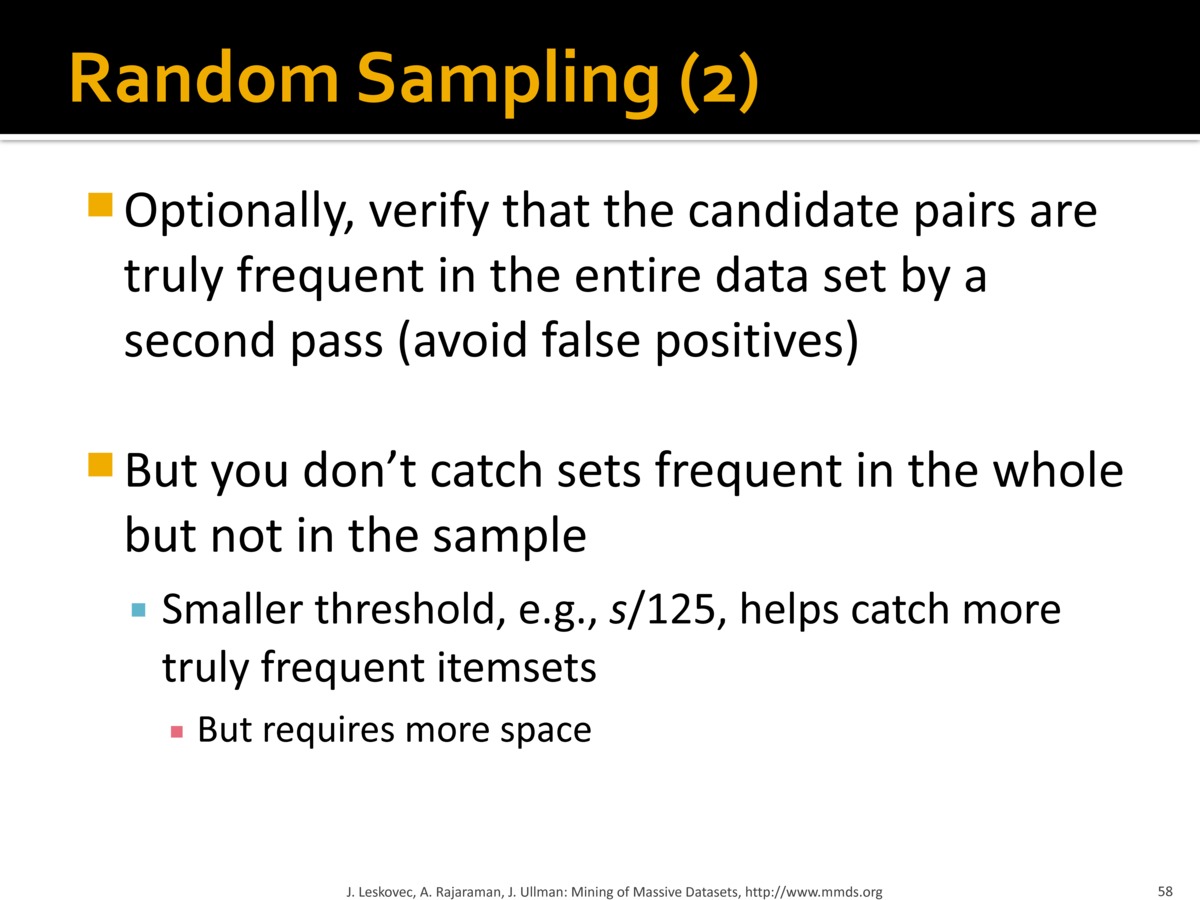 Random Sampling (2)
Optionally, verify that the candidate pairs are
truly frequent in the entire data set by a
second pass (avoid false positives)
But you don’t catch sets frequent in the whole
but not in the sample
Smaller threshold, e.g., s/125, helps catch more
truly frequent itemsets
But requires more space
J. Leskovec, A. Rajaraman, J. Ullman: Mining of Massive Datasets, http://www.mmds.org
58